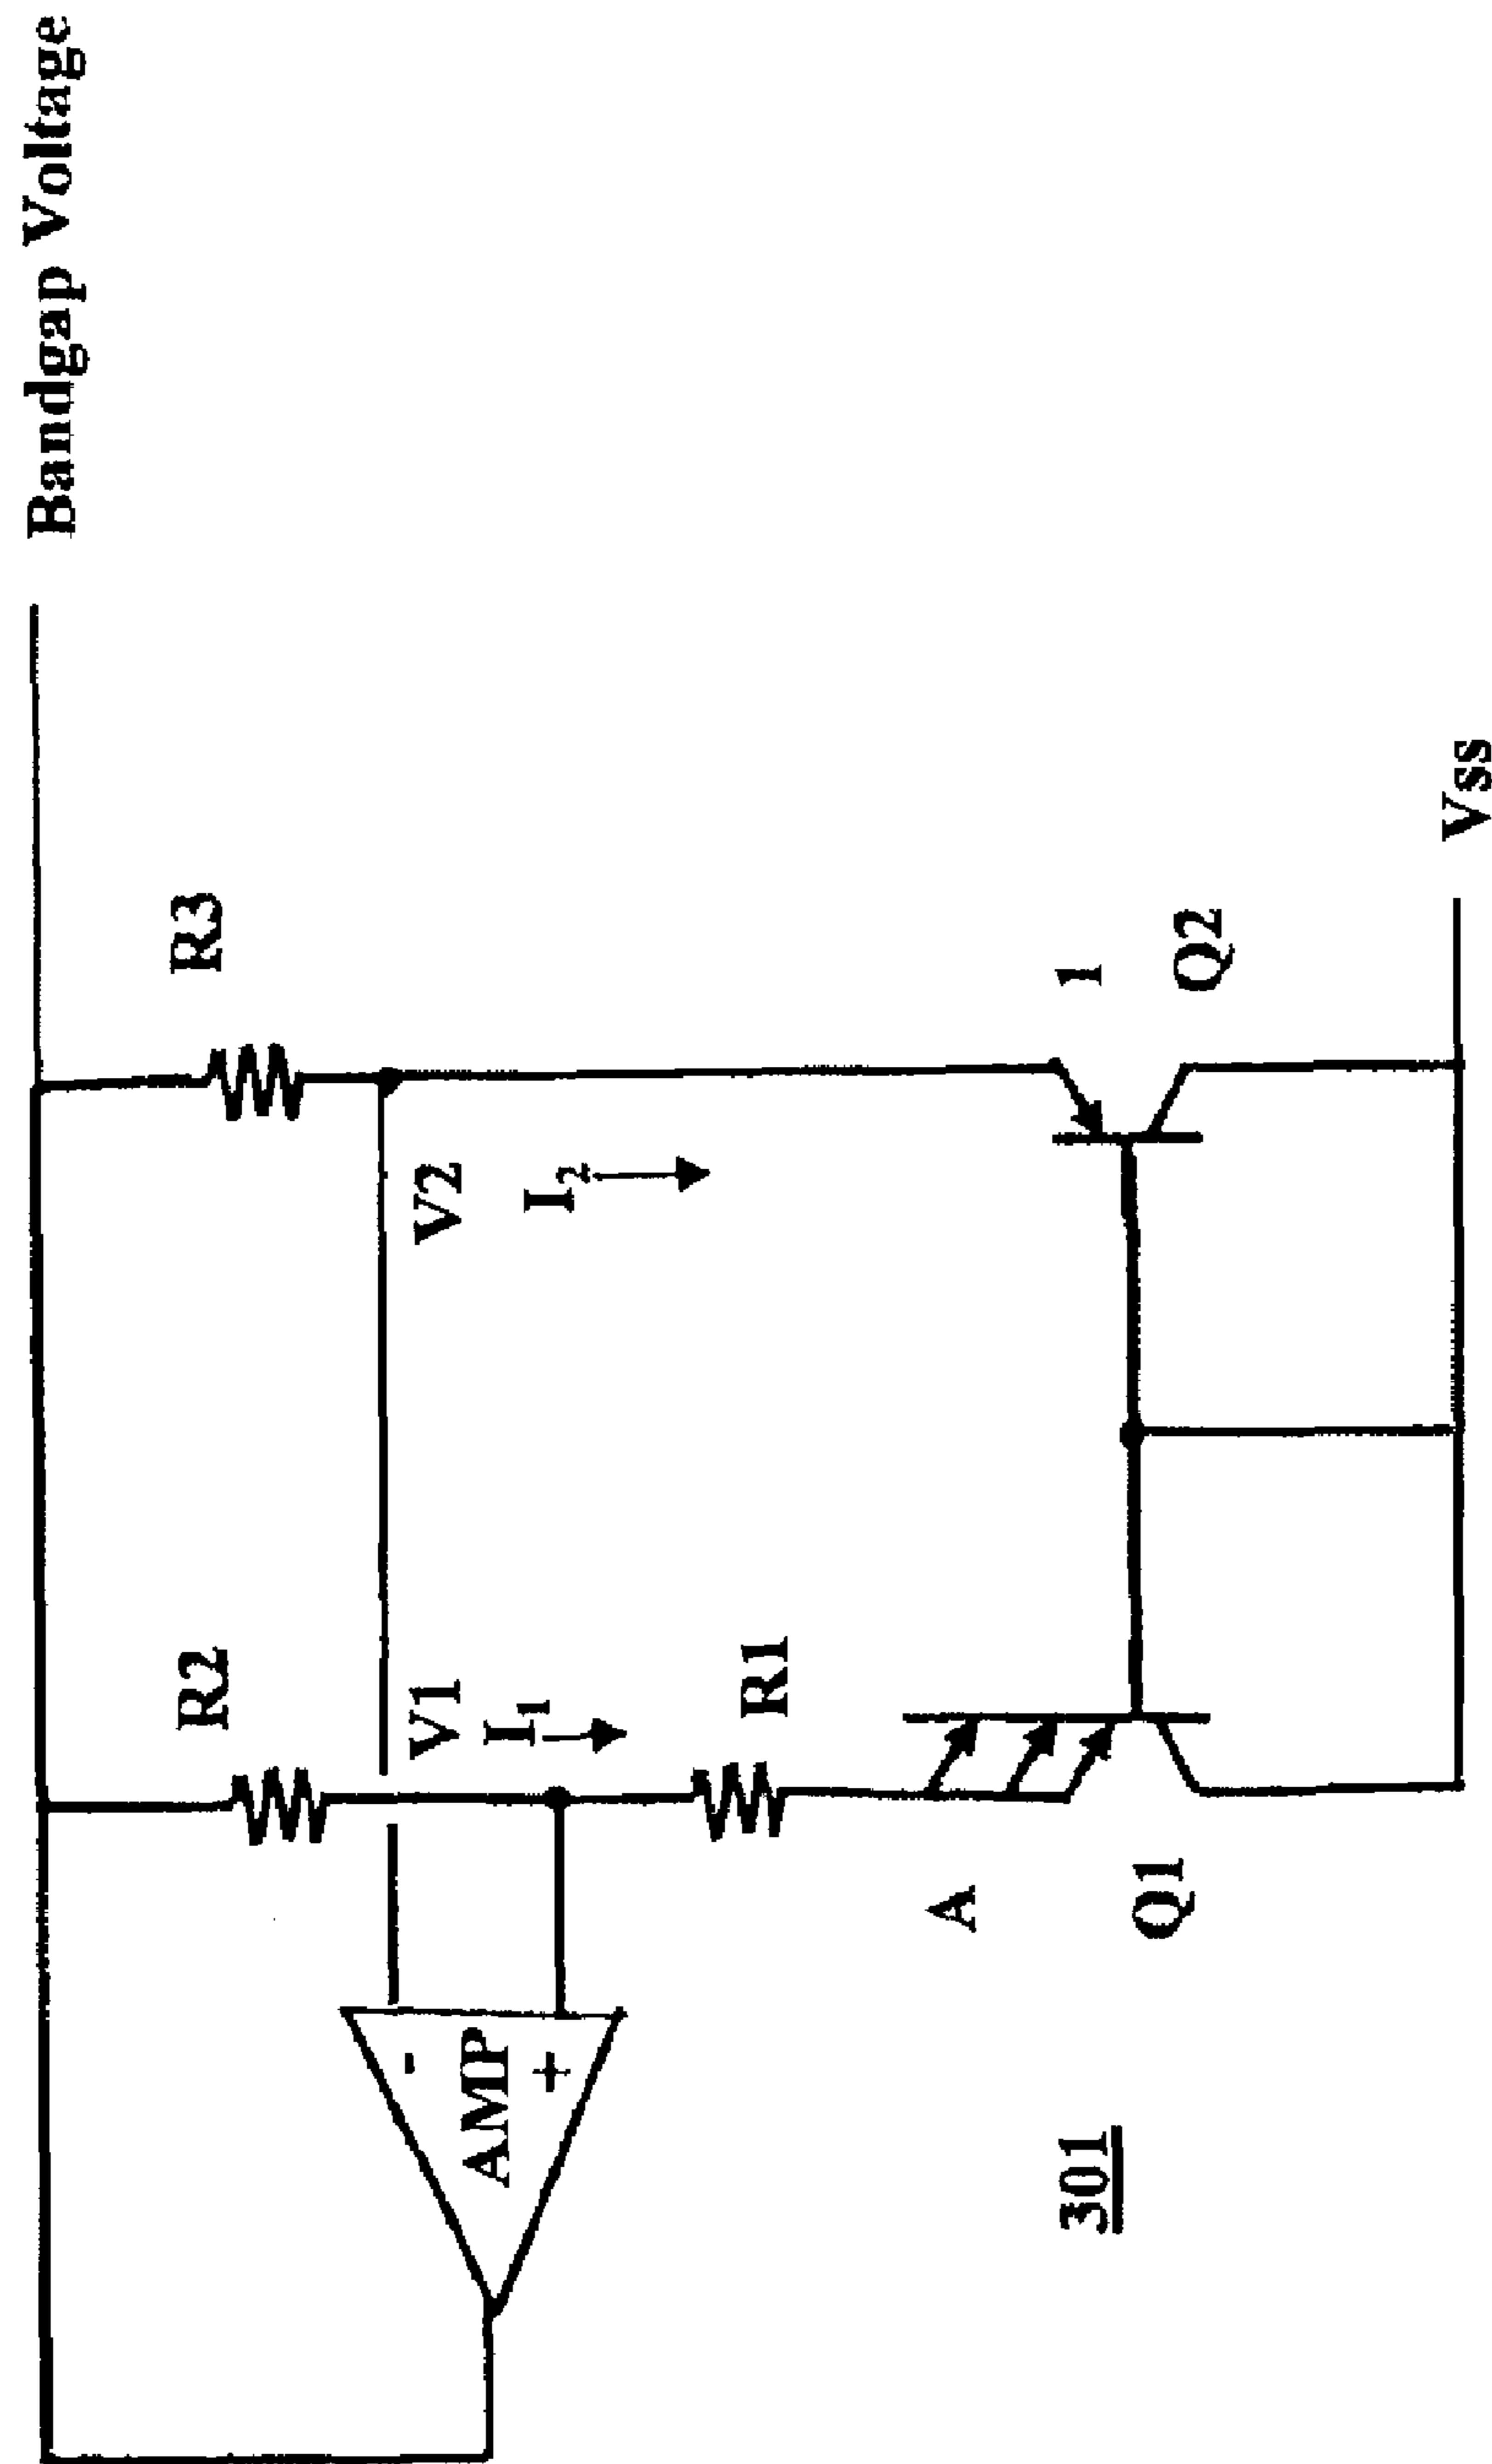 Bandgap Voltage
R2
R3
-
AMP
+
V1
V2
I1
I2
R1
A
1
Q1
Q2
301
Vss